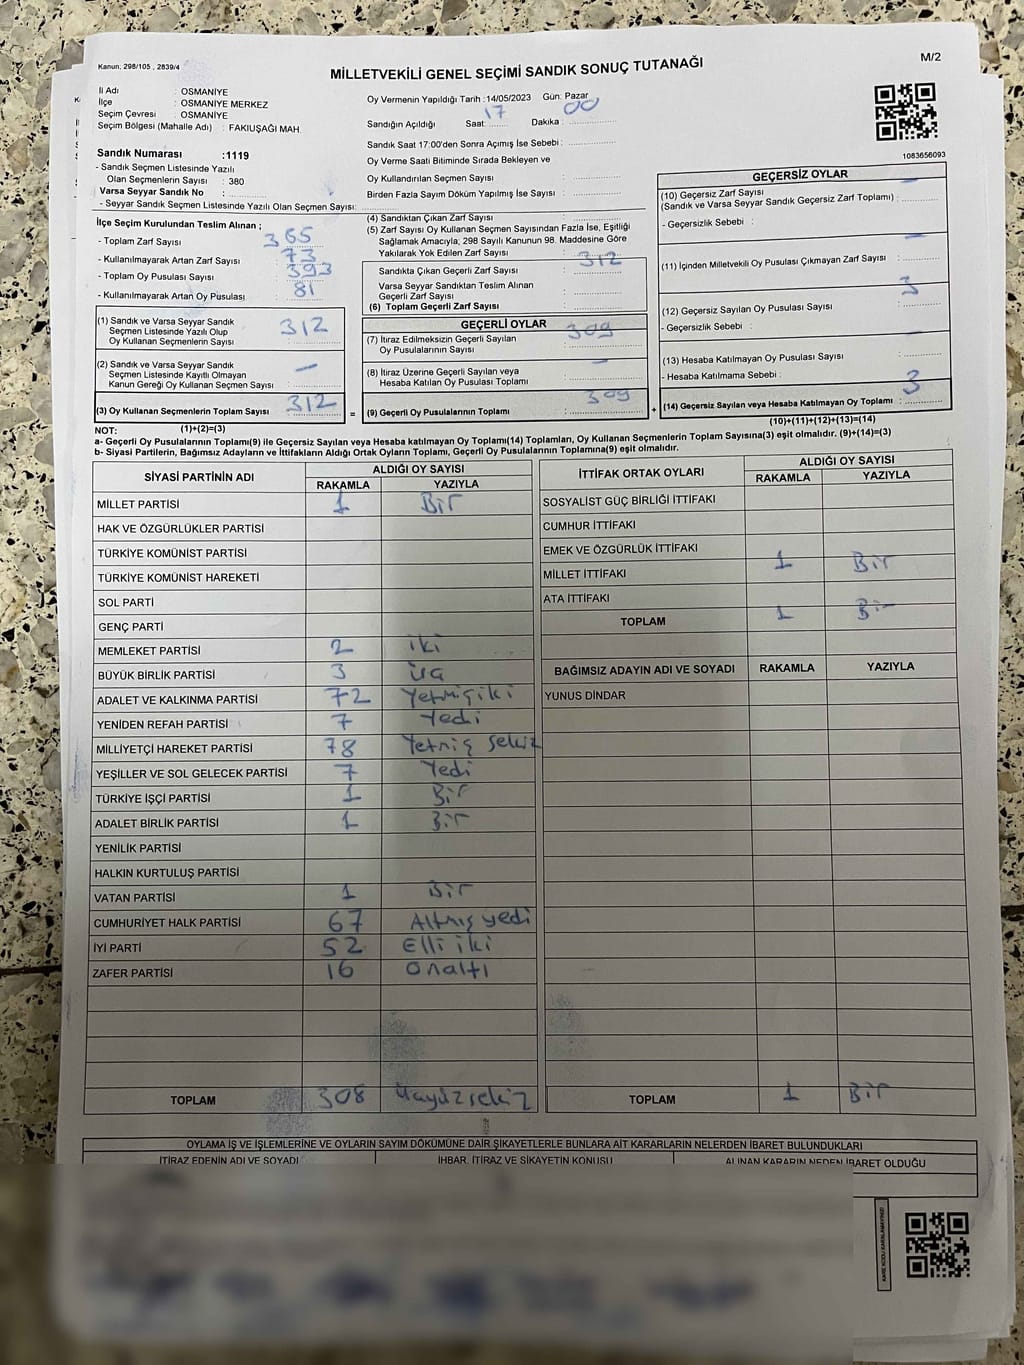 Kanun: 298/105 , 2839/4
MİLLETVEKİLİ GENEL SEÇİMİ SANDIK SONUÇ TUTANAĞI
M/2
İl Adı : OSMANİYE
İlçe : OSMANİYE MERKEZ
Seçim Çevresi : OSMANİYE
Seçim Bölgesi (Mahalle Adı) : FAKIUŞAĞI MAH.
Sandık Numarası :1119
- Sandık Seçmen Listesinde Yazılı
Olan Seçmenlerin Sayısı : 380
Varsa Seyyar Sandık No :
- Seyyar Sandık Seçmen Listesinde Yazılı Olan Seçmen Sayısı:
Oy Vermenin Yapıldığı Tarih :14/05/2023 Gün: Pazar
Sandığın Açıldığı Saat: 17 Dakika : 00
Sandık Saat 17:00'den Sonra Açımış İse Sebebi :
Oy Verme Saati Bitiminde Sırada Bekleyen ve
Oy Kullandırılan Seçmen Sayısı :
Birden Fazla Sayım Döküm Yapılmış İse Sayısı :
1083656093
İlçe Seçim Kurulundan Teslim Alınan ;
- Toplam Zarf Sayısı : 365
- Kullanılmayarak Artan Zarf Sayısı : 73
- Toplam Oy Pusulası Sayısı : 393
- Kullanılmayarak Artan Oy Pusulası : 81
(1) Sandık ve Varsa Seyyar Sandık
Seçmen Listesinde Yazılı Olup
Oy Kullanan Seçmenlerin Sayısı : 312
(2) Sandık ve Varsa Seyyar Sandık
Seçmen Listesinde Kayıtlı Olmayan
Kanun Gereği Oy Kullanan Seçmen Sayısı : —
(3) Oy Kullanan Seçmenlerin Toplam Sayısı : 312
(4) Sandıktan Çıkan Zarf Sayısı :
(5) Zarf Sayısı Oy Kullanan Seçmen Sayısından Fazla İse, Eşitliği
Sağlamak Amacıyla; 298 Sayılı Kanunun 98. Maddesine Göre
Yakılarak Yok Edilen Zarf Sayısı :
Sandıkta Çıkan Geçerli Zarf Sayısı : 312
Varsa Seyyar Sandıktan Teslim Alınan
Geçerli Zarf Sayısı :
(6) Toplam Geçerli Zarf Sayısı :
GEÇERLİ OYLAR
(7) İtiraz Edilmeksizin Geçerli Sayılan
Oy Pusulalarının Sayısı : 309
(8) İtiraz Üzerine Geçerli Sayılan veya
Hesaba Katılan Oy Pusulası Toplamı : —
= (9) Geçerli Oy Pusulalarının Toplamı : 309 +
GEÇERSİZ OYLAR
(10) Geçersiz Zarf Sayısı
(Sandık ve Varsa Seyyar Sandık Geçersiz Zarf Toplamı) : —
- Geçersizlik Sebebi :
(11) İçinden Milletvekili Oy Pusulası Çıkmayan Zarf Sayısı : —
(12) Geçersiz Sayılan Oy Pusulası Sayısı : 3
- Geçersizlik Sebebi :
(13) Hesaba Katılmayan Oy Pusulası Sayısı : —
- Hesaba Katılmama Sebebi :
(14) Geçersiz Sayılan veya Hesaba Katılmayan Oy Toplamı : 3
NOT: (1)+(2)=(3)
(10)+(11)+(12)+(13)=(14)
a- Geçerli Oy Pusulalarının Toplamı(9) ile Geçersiz Sayılan veya Hesaba katılmayan Oy Toplamı(14) Toplamları, Oy Kullanan Seçmenlerin Toplam Sayısına(3) eşit olmalıdır. (9)+(14)=(3)
b- Siyasi Partilerin, Bağımsız Adayların ve İttifakların Aldığı Ortak Oyların Toplamı, Geçerli Oy Pusulalarının Toplamına(9) eşit olmalıdır.
SİYASİ PARTİNİN ADI ALDIĞI OY SAYISI
RAKAMLA YAZIYLA
MİLLET PARTİSİ 1 Bir
HAK VE ÖZGÜRLÜKLER PARTİSİ
TÜRKİYE KOMÜNİST PARTİSİ
TÜRKİYE KOMÜNİST HAREKETİ
SOL PARTİ
GENÇ PARTİ
MEMLEKET PARTİSİ 2 iki
BÜYÜK BİRLİK PARTİSİ 3 üç
ADALET VE KALKINMA PARTİSİ 72 Yetmişiki
YENİDEN REFAH PARTİSİ 7 Yedi
MİLLİYETÇİ HAREKET PARTİSİ 78 Yetmiş sekiz
YEŞİLLER VE SOL GELECEK PARTİSİ 7 Yedi
TÜRKİYE İŞÇİ PARTİSİ 1 Bir
ADALET BİRLİK PARTİSİ 1 Bir
YENİLİK PARTİSİ
HALKIN KURTULUŞ PARTİSİ
VATAN PARTİSİ 1 Bir
CUMHURİYET HALK PARTİSİ 67 Altmış yedi
İYİ PARTİ 52 Elli iki
ZAFER PARTİSİ 16 onaltı
TOPLAM 308 üçyüzsekiz
İTTİFAK ORTAK OYLARI ALDIĞI OY SAYISI
RAKAMLA YAZIYLA
SOSYALİST GÜÇ BİRLİĞİ İTTİFAKI
CUMHUR İTTİFAKI
EMEK VE ÖZGÜRLÜK İTTİFAKI
MİLLET İTTİFAKI 1 Bir
ATA İTTİFAKI
TOPLAM 1 Bir
BAĞIMSIZ ADAYIN ADI VE SOYADI RAKAMLA YAZIYLA
YUNUS DİNDAR
TOPLAM 1 Bir
OYLAMA İŞ VE İŞLEMLERİNE VE OYLARIN SAYIM DÖKÜMÜNE DAİR ŞİKAYETLERLE BUNLARA AİT KARARLARIN NELERDEN İBARET BULUNDUKLARI
İTİRAZ EDENİN ADI VE SOYADI İHBAR, İTİRAZ VE ŞİKAYETİN KONUSU ALINAN KARARIN NEDEN İBARET OLDUĞU